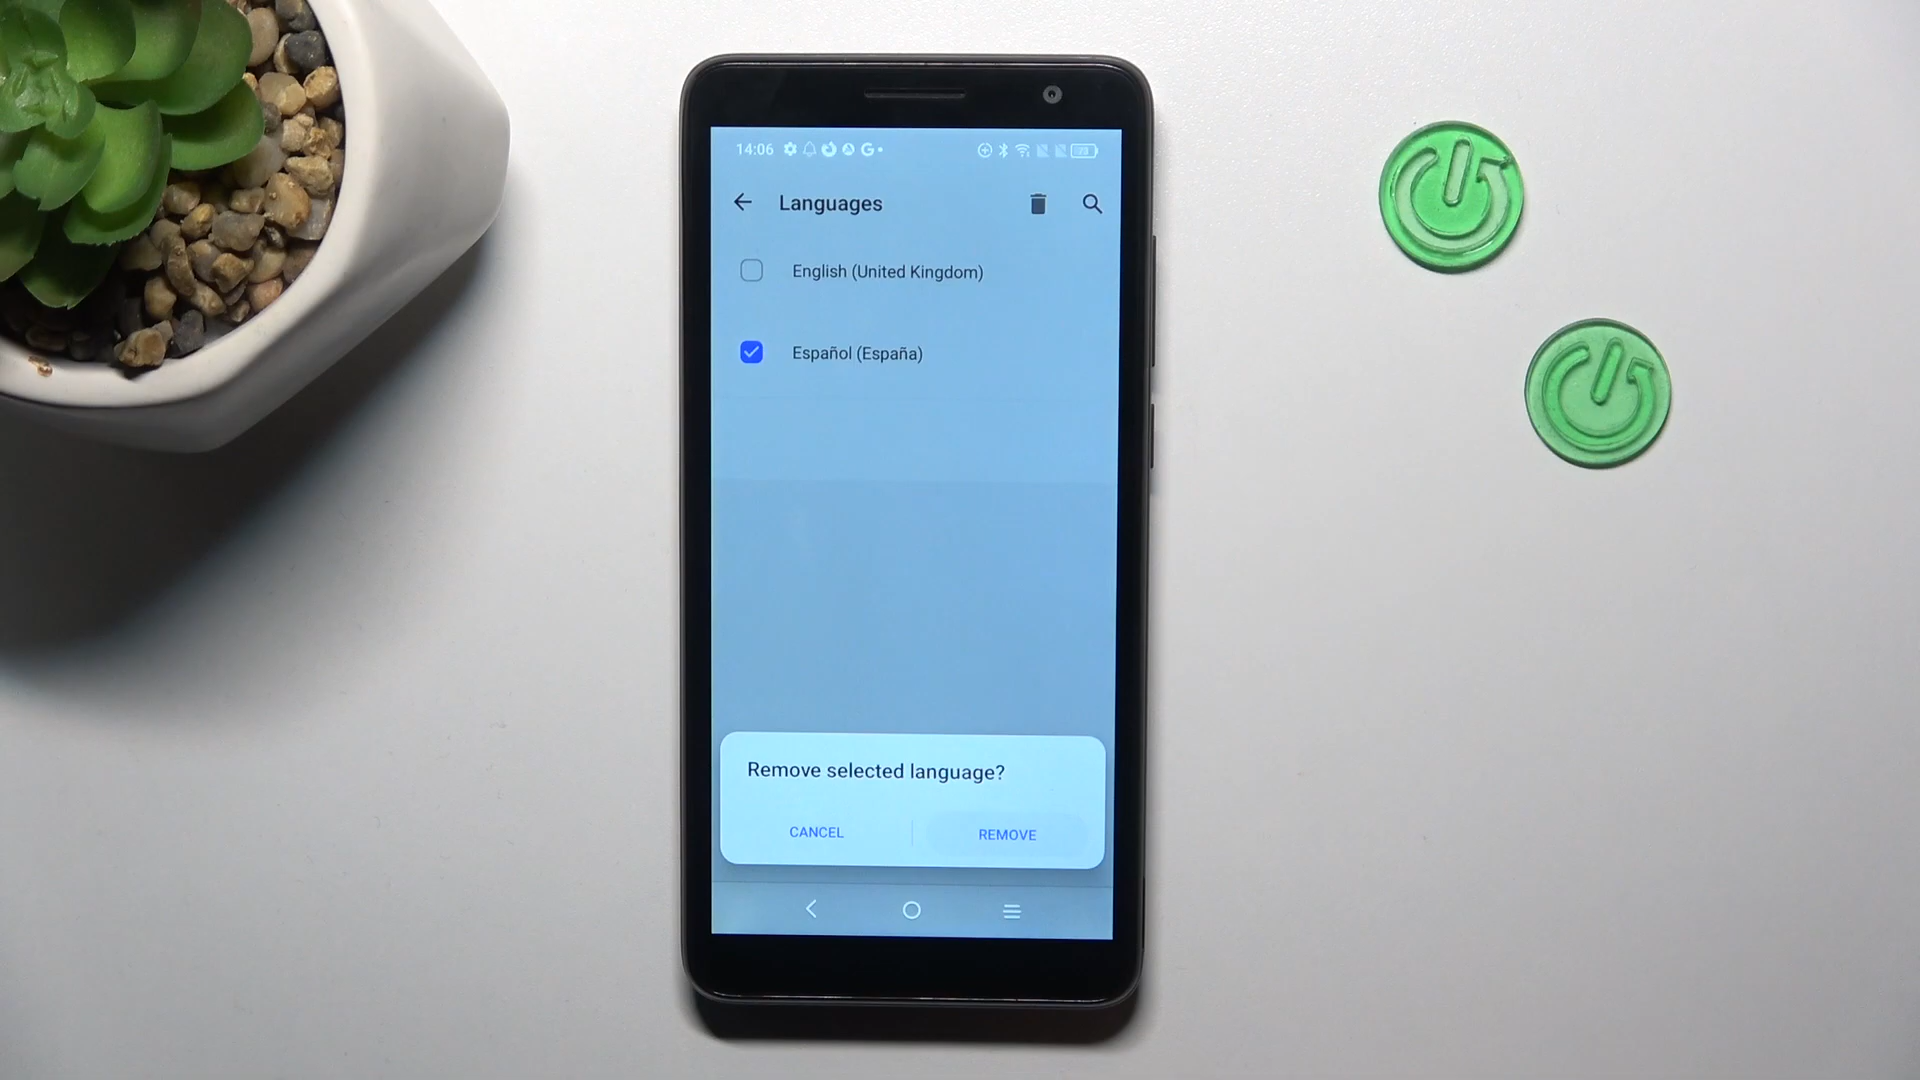 14:06
Languages
English (United Kingdom)
Español (España)
Remove selected language?
CANCEL
REMOVE